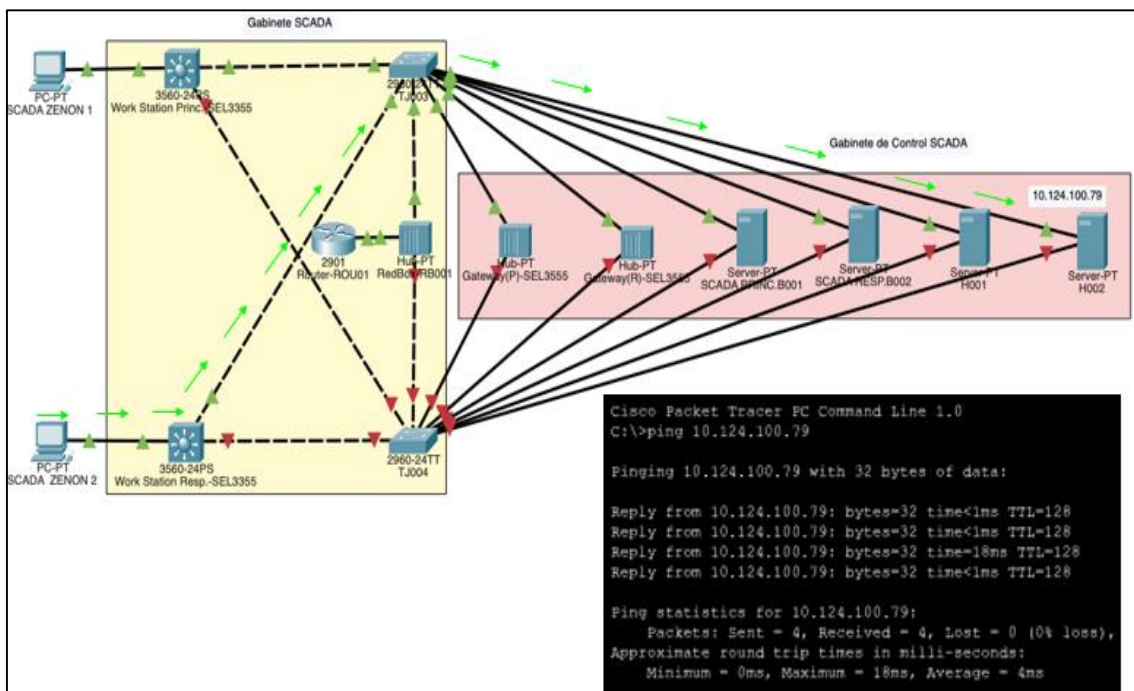 Gabinete SCADA
PC-PT
SCADA ZENON 1
3560-24PS
Work Station Princ.-SEL3355
2960-24TT
TJ003
Gabinete de Control SCADA
10.124.100.79
2901
Router-ROU01
Hub-PT
RedBox-RB001
Hub-PT
Gateway(P)-SEL3555
Hub-PT
Gateway(R)-SEL3555
Server-PT
SCADA PRINC.B001
Server-PT
SCADA RESP.B002
Server-PT
H001
Server-PT
H002
PC-PT
SCADA ZENON 2
3560-24PS
Work Station Resp.-SEL3355
2960-24TT
TJ004
Cisco Packet Tracer PC Command Line 1.0
C:\>ping 10.124.100.79
Pinging 10.124.100.79 with 32 bytes of data:
Reply from 10.124.100.79: bytes=32 time<1ms TTL=128
Reply from 10.124.100.79: bytes=32 time<1ms TTL=128
Reply from 10.124.100.79: bytes=32 time=18ms TTL=128
Reply from 10.124.100.79: bytes=32 time<1ms TTL=128
Ping statistics for 10.124.100.79:
Packets: Sent = 4, Received = 4, Lost = 0 (0% loss),
Approximate round trip times in milli-seconds:
Minimum = 0ms, Maximum = 18ms, Average = 4ms